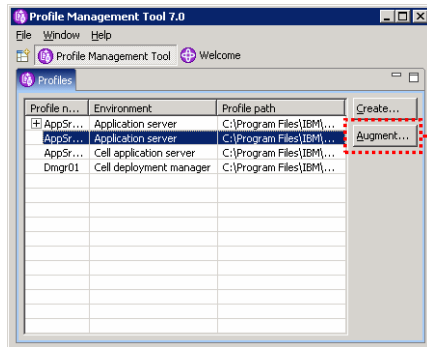 Profile Management Tool 7.0
File Window Help
Profile Management Tool Welcome
Profiles
Profile n... Environment Profile path Create...
AppSr... Application server C:\Program Files\IBM\...
AppSr... Application server C:\Program Files\IBM\... Augment...
AppSr... Cell application server C:\Program Files\IBM\...
Dmgr01 Cell deployment manager C:\Program Files\IBM\...